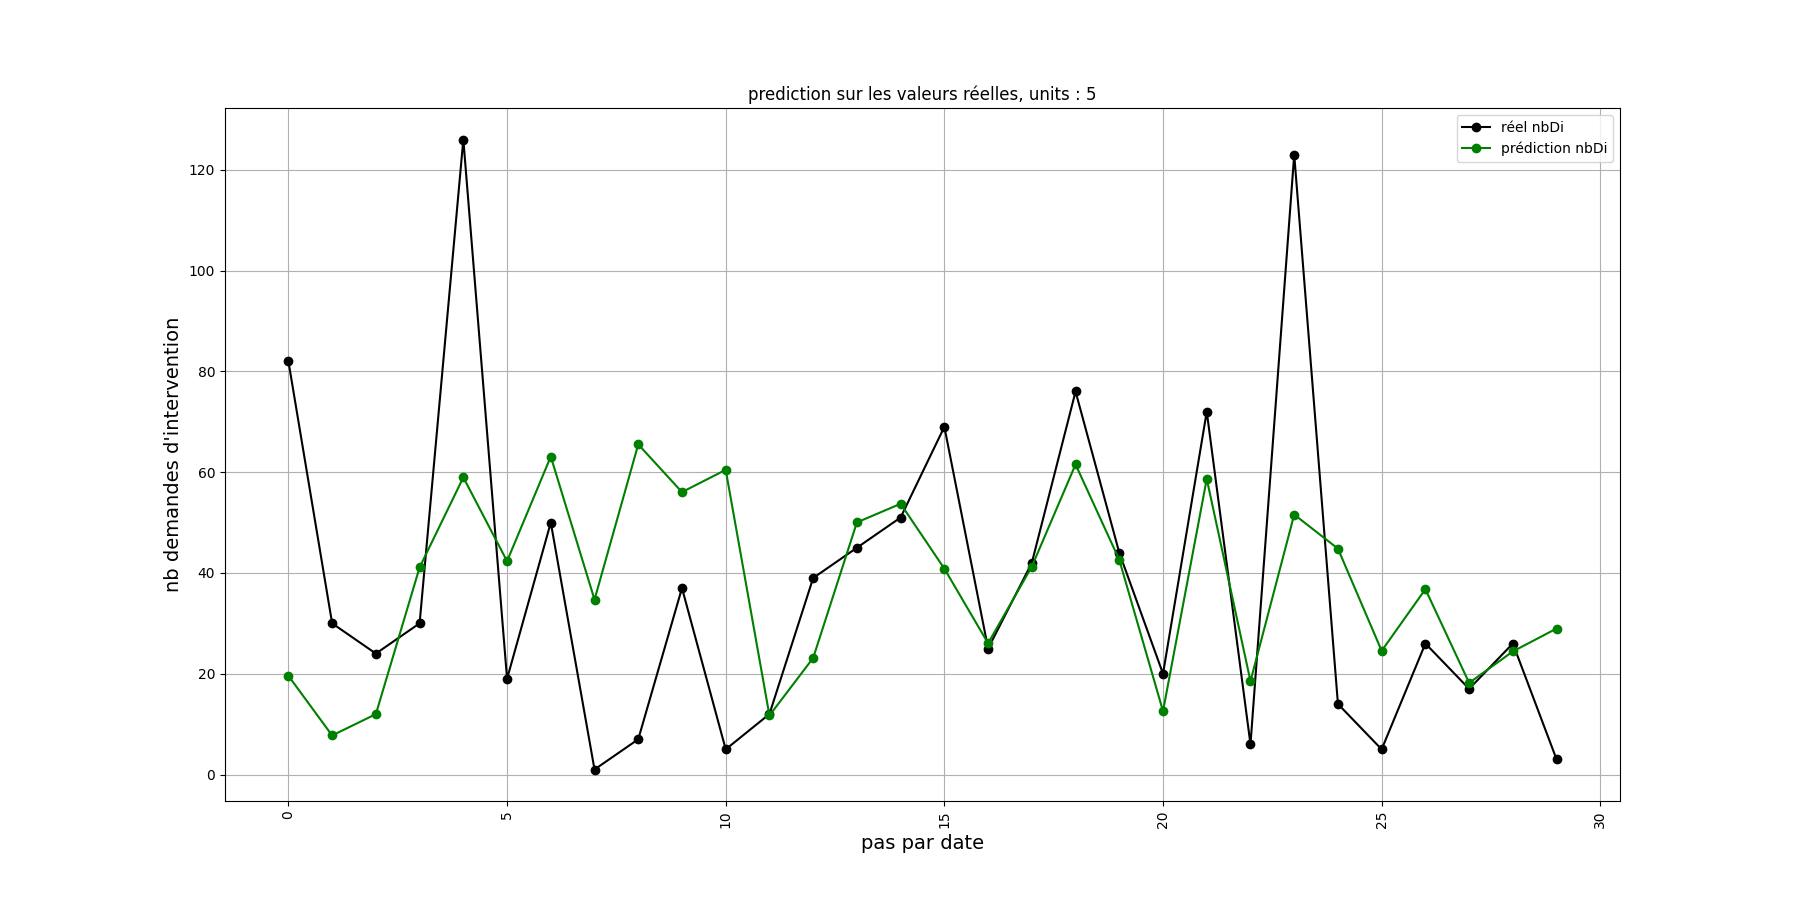 prediction sur les valeurs réelles, units : 5
réel nbDi
prédiction nbDi
nb demandes d'intervention
120
100
80
60
40
20
0
0
5
10
15
20
25
30
pas par date